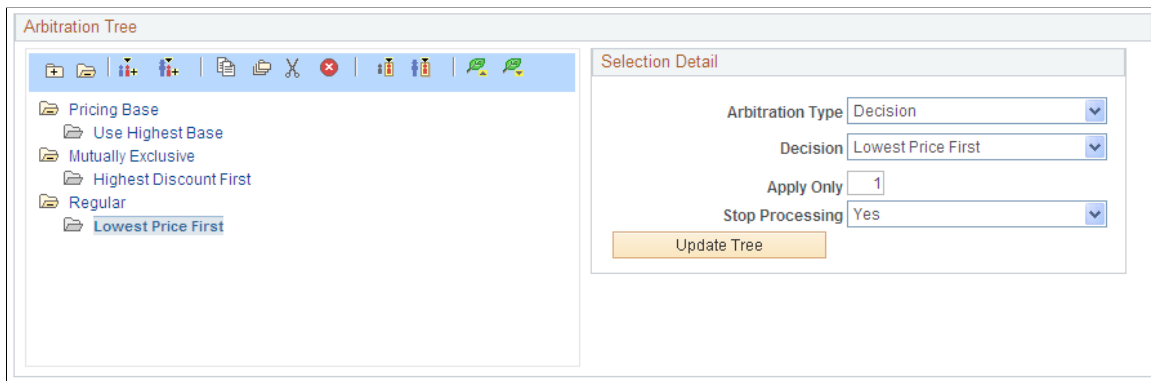 Arbitration Tree
Pricing Base
Use Highest Base
Mutually Exclusive
Highest Discount First
Regular
Lowest Price First
Selection Detail
Arbitration Type Decision
Decision Lowest Price First
Apply Only 1
Stop Processing Yes
Update Tree